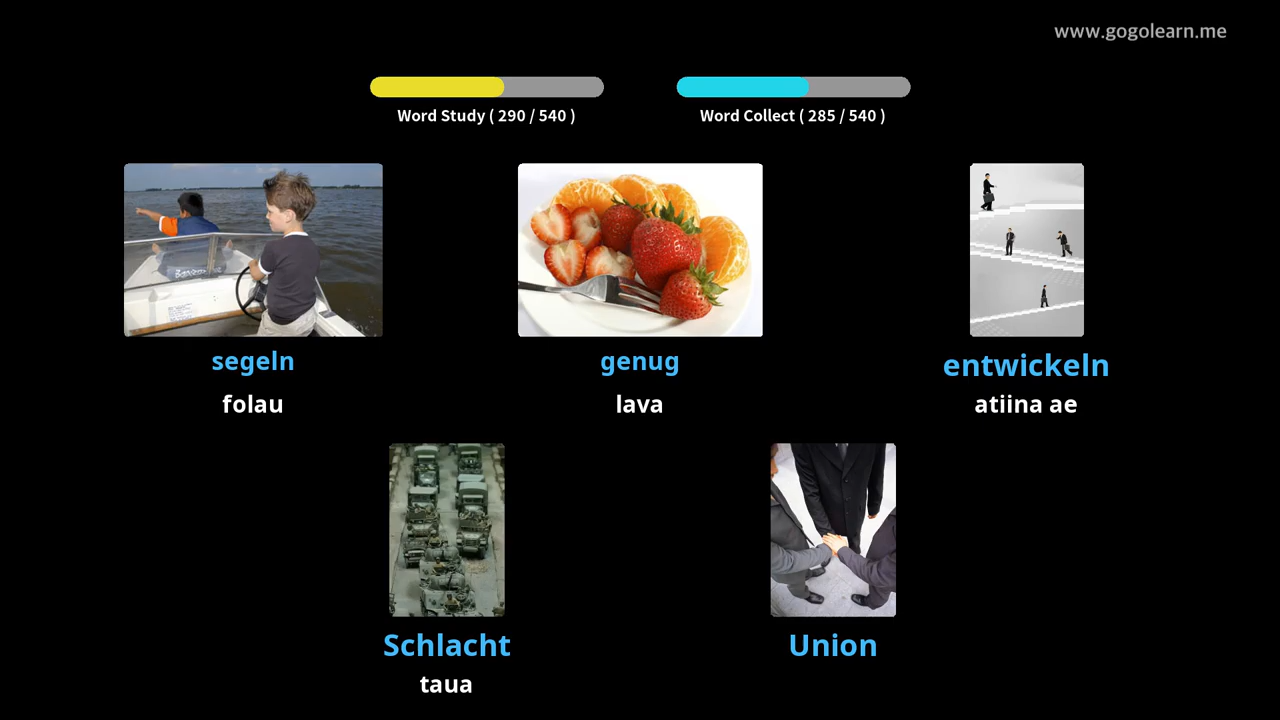 www.gogolearn.me
Word Study ( 290 / 540 )
Word Collect ( 285 / 540 )
segeln
folau
genug
lava
entwickeln
atiina ae
Schlacht
taua
Union